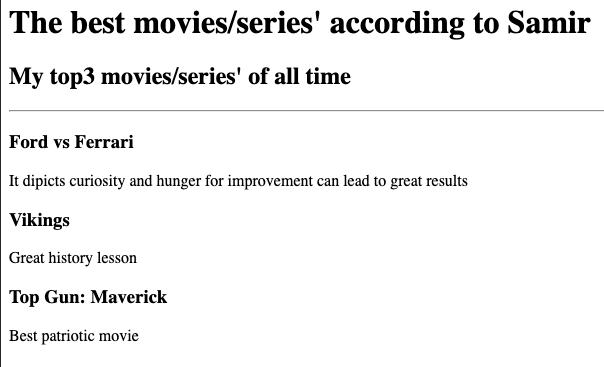 The best movies/series' according to Samir
My top3 movies/series' of all time
Ford vs Ferrari
It dipicts curiosity and hunger for improvement can lead to great results
Vikings
Great history lesson
Top Gun: Maverick
Best patriotic movie